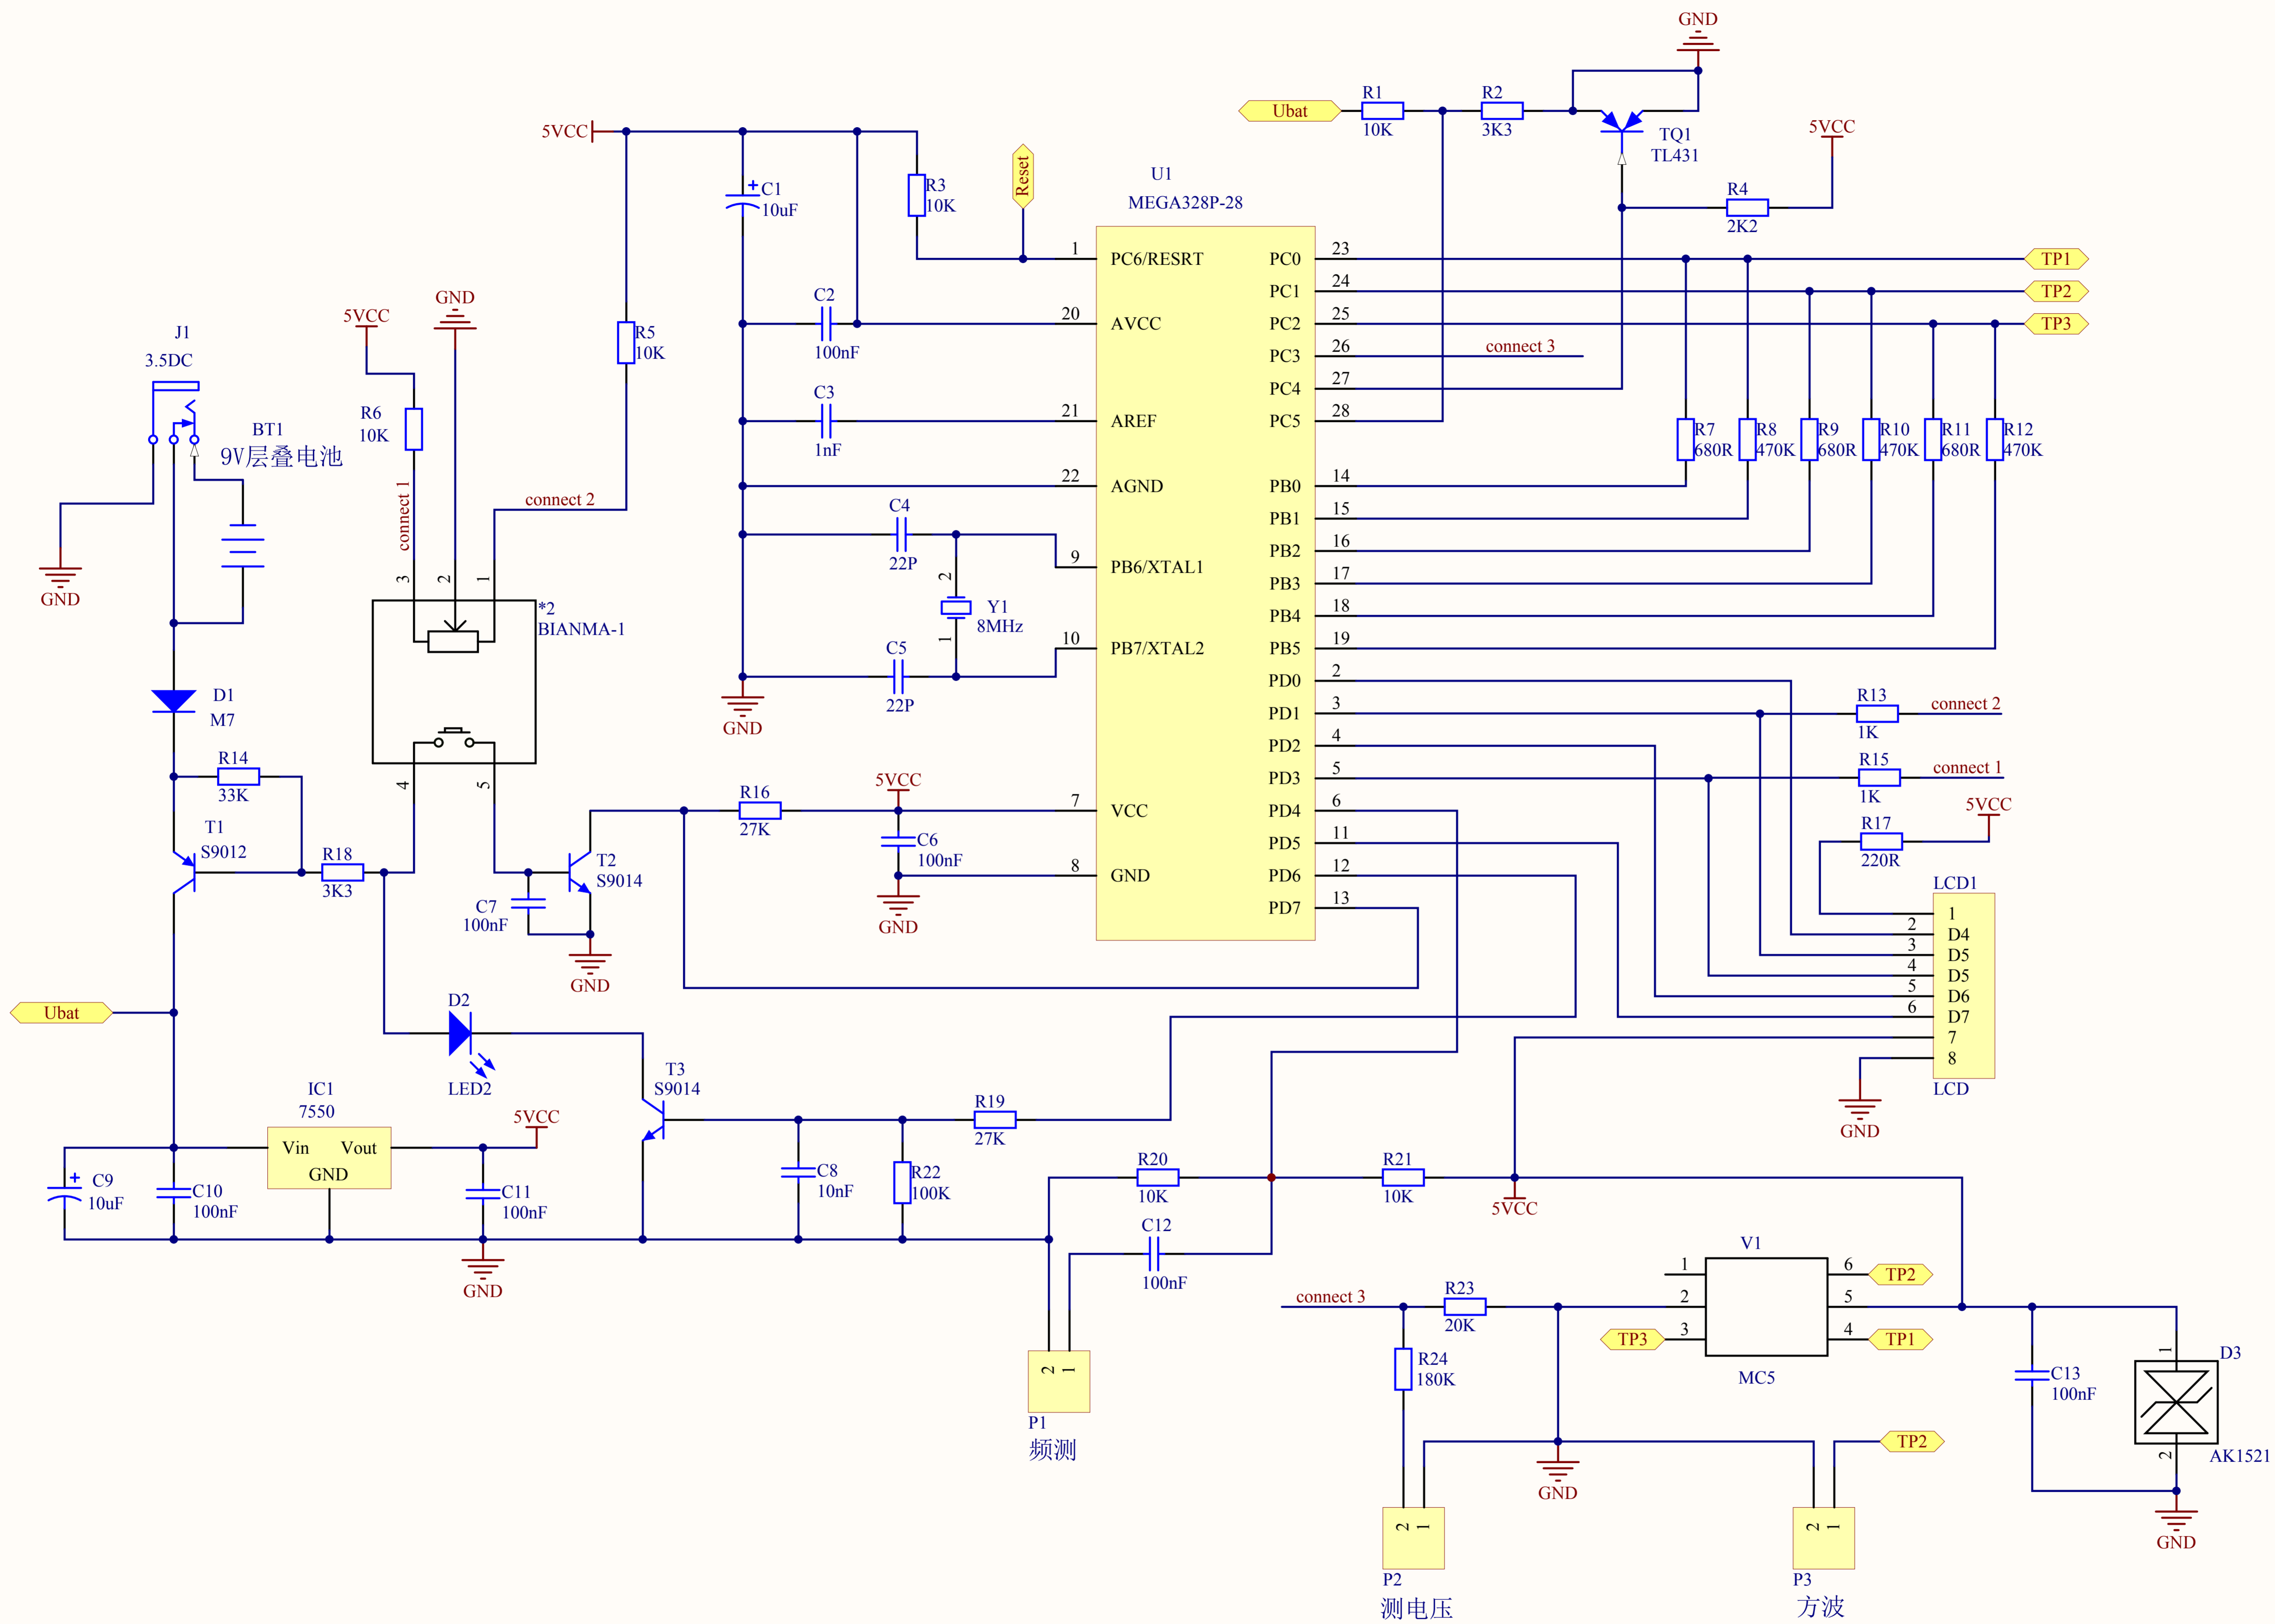 GND
Ubat
R1
10K
R2
3K3
TQ1
TL431
5VCC
R4
2K2
5VCC
C1
10uF
R3
10K
Reset
U1
MEGA328P-28
1
PC6/RESRT
20
AVCC
21
AREF
22
AGND
9
PB6/XTAL1
10
PB7/XTAL2
7
VCC
8
GND
PC0
23
PC1
24
PC2
25
PC3
26
PC4
27
PC5
28
PB0
14
PB1
15
PB2
16
PB3
17
PB4
18
PB5
19
PD0
2
PD1
3
PD2
4
PD3
5
PD4
6
PD5
11
PD6
12
PD7
13
TP1
TP2
TP3
connect 3
R7
680R
R8
470K
R9
680R
R10
470K
R11
680R
R12
470K
C2
100nF
C3
1nF
C4
22P
C5
22P
2
1
Y1
8MHz
GND
R5
10K
connect 2
J1
3.5DC
BT1
9V层叠电池
GND
5VCC
GND
R6
10K
connect 1
3
2
1
*2
BIANMA-1
4
5
D1
M7
R14
33K
T1
S9012
R18
3K3
C7
100nF
T2
S9014
GND
R16
27K
5VCC
C6
100nF
GND
R13
1K
connect 2
R15
1K
connect 1
5VCC
R17
220R
LCD1
1
2
D4
3
D5
4
D5
5
D6
6
D7
7
8
LCD
GND
Ubat
D2
LED2
T3
S9014
IC1
7550
Vin
Vout
GND
5VCC
C9
10uF
C10
100nF
C11
100nF
GND
C8
10nF
R22
100K
R19
27K
R20
10K
R21
10K
5VCC
C12
100nF
2
1
P1
频测
connect 3
R23
20K
R24
180K
V1
1
2
3
6
5
4
TP2
TP3
TP1
MC5
GND
TP2
2
1
P2
测电压
2
1
P3
方波
C13
100nF
1
2
D3
AK1521
GND